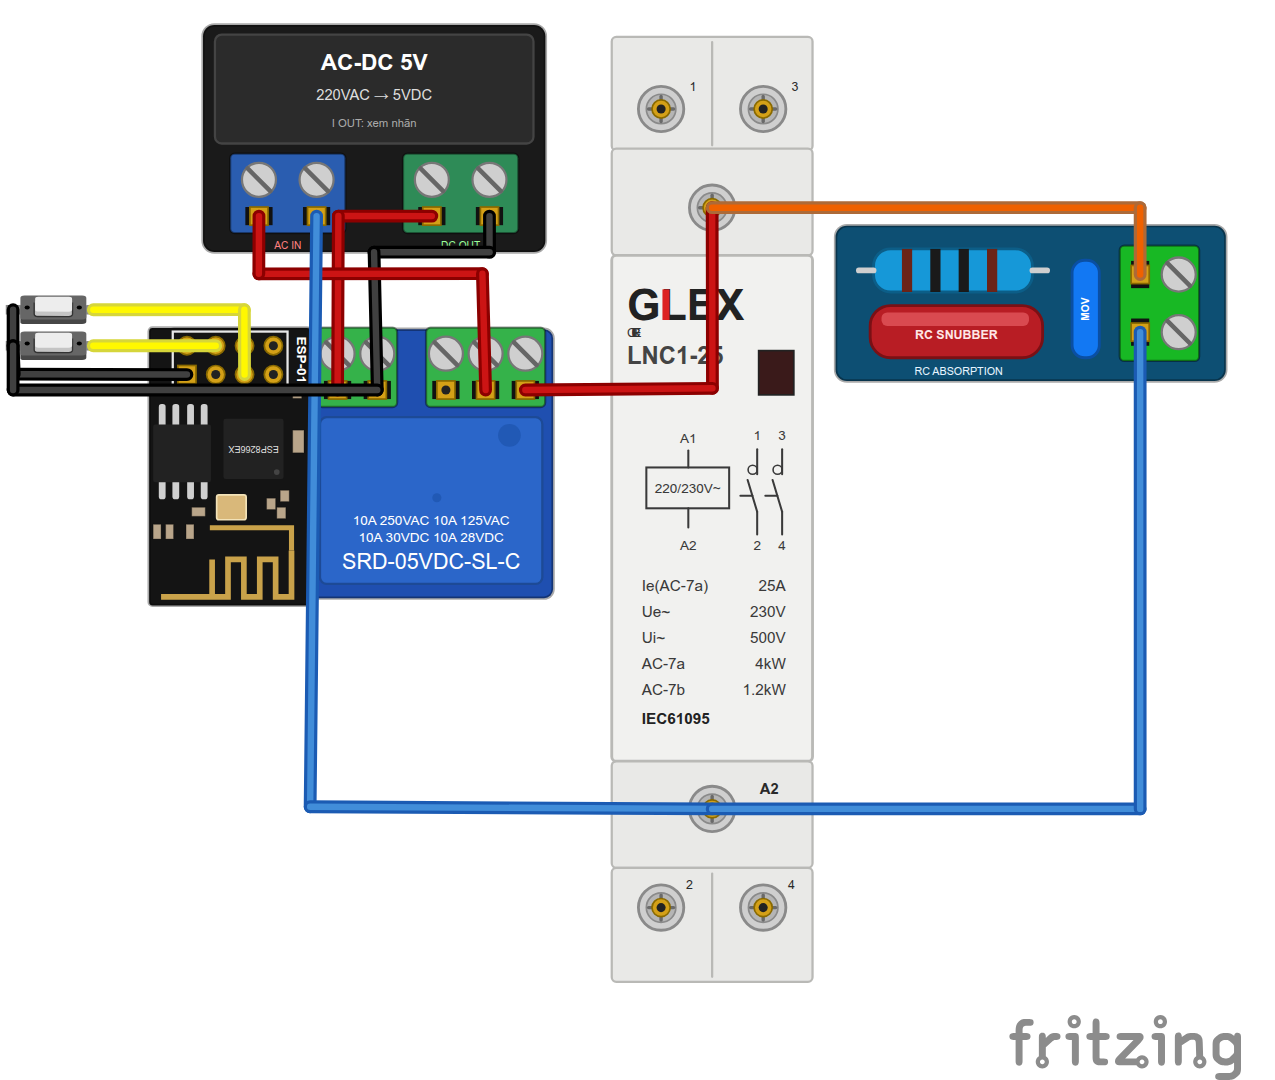 AC-DC 5V
220VAC → 5VDC
I OUT: xem nhãn
AC IN
DC OUT
1
3
ESP-01
ESP8266EX
10A 250VAC 10A 125VAC
10A 30VDC 10A 28VDC
SRD-05VDC-SL-C
GLEX
LNC1-25
A1
1 3
220/230V~
A2
2 4
Ie(AC-7a) 25A
Ue~ 230V
Ui~ 500V
AC-7a 4kW
AC-7b 1.2kW
IEC61095
A2
2
4
RC SNUBBER
MOV
RC ABSORPTION
fritzing